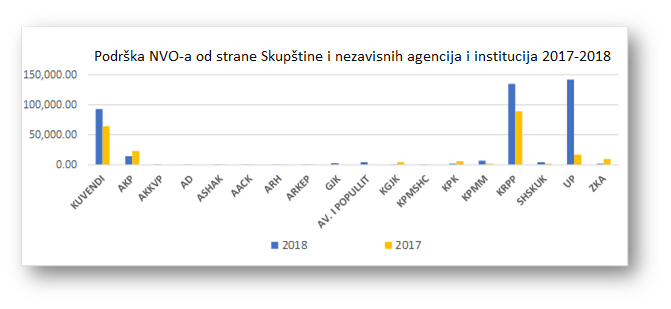 Podrška NVO-a od strane Skupštine i nezavisnih agencija i institucija 2017-2018
150,000.00
100,000.00
50,000.00
0.00
KUVENDI
AKP
AKKVP
AD
ASHAK
AACK
ARH
ARKEP
GJK
AV. I POPULLIT
KGJK
KPMSHC
KPK
KPMM
KRPP
SHSKUK
UP
ZKA
2018
2017